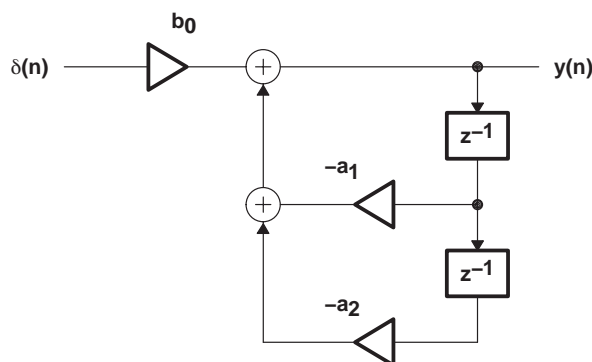 b₀
δ(n)
y(n)
z⁻¹
–a₁
z⁻¹
–a₂